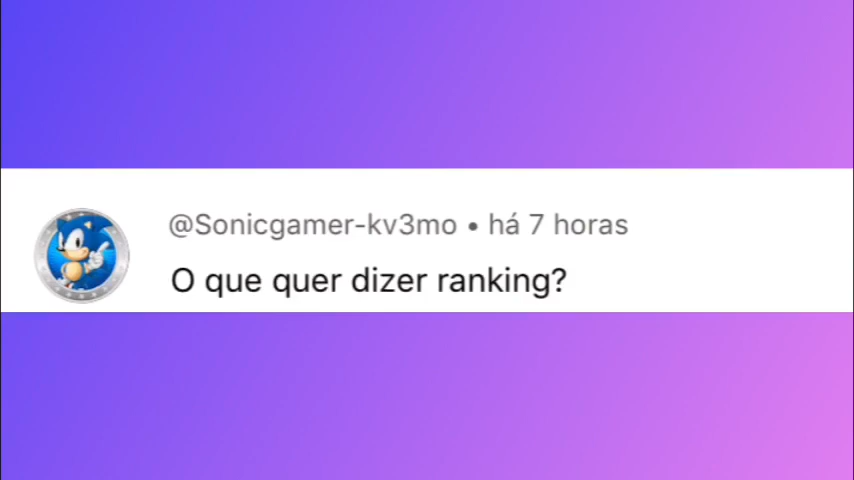 @Sonicgamer-kv3mo • há 7 horas
O que quer dizer ranking?